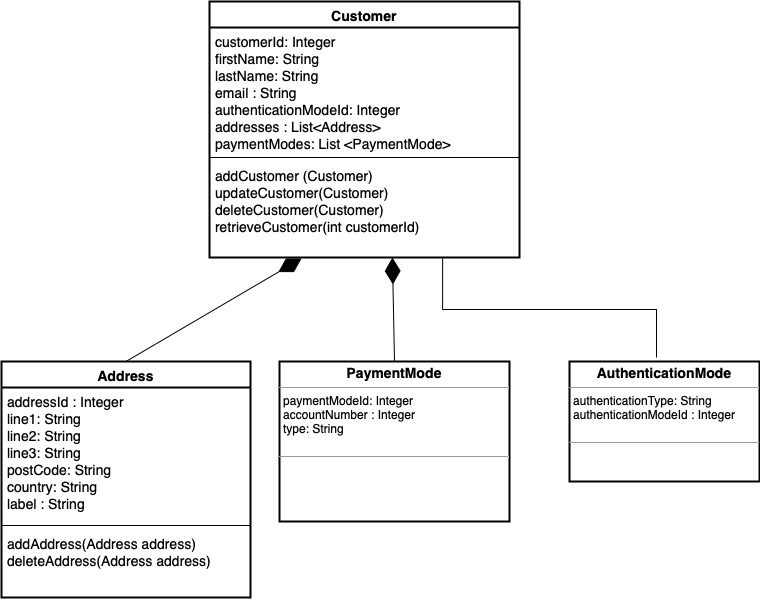 Customer
customerId: Integer
firstName: String
lastName: String
email : String
authenticationModeId: Integer
addresses : List<Address>
paymentModes: List <PaymentMode>
addCustomer (Customer)
updateCustomer(Customer)
deleteCustomer(Customer)
retrieveCustomer(int customerId)
Address
addressId : Integer
line1: String
line2: String
line3: String
postCode: String
country: String
label : String
addAddress(Address address)
deleteAddress(Address address)
PaymentMode
paymentModeId: Integer
accountNumber : Integer
type: String
AuthenticationMode
authenticationType: String
authenticationModeId : Integer